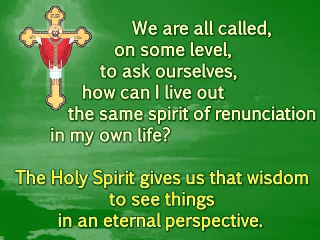 We are all called,
on some level,
to ask ourselves,
how can I live out
the same spirit of renunciation
in my own life?
The Holy Spirit gives us that wisdom
to see things
in an eternal perspective.